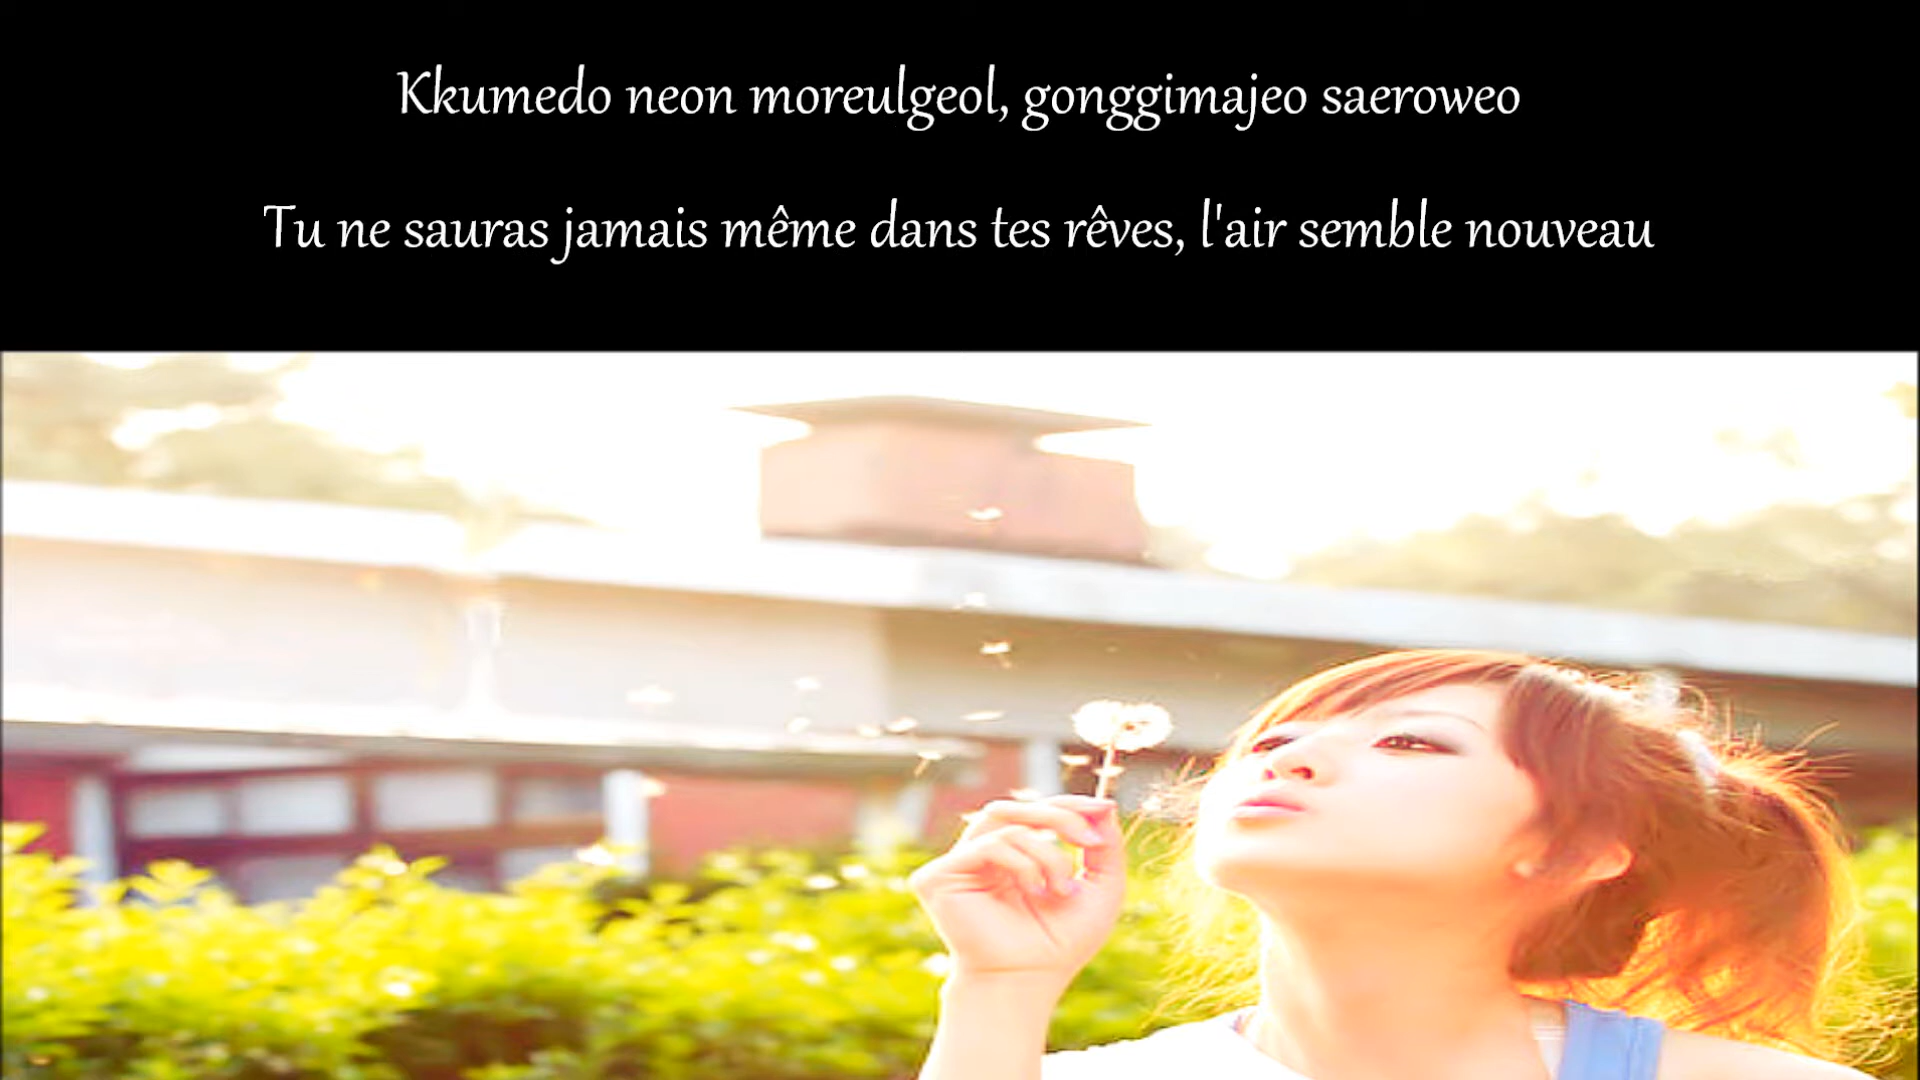 Kkumedo neon moreulgeol, gonggimajeo saeroweo
Tu ne sauras jamais même dans tes rêves, l'air semble nouveau